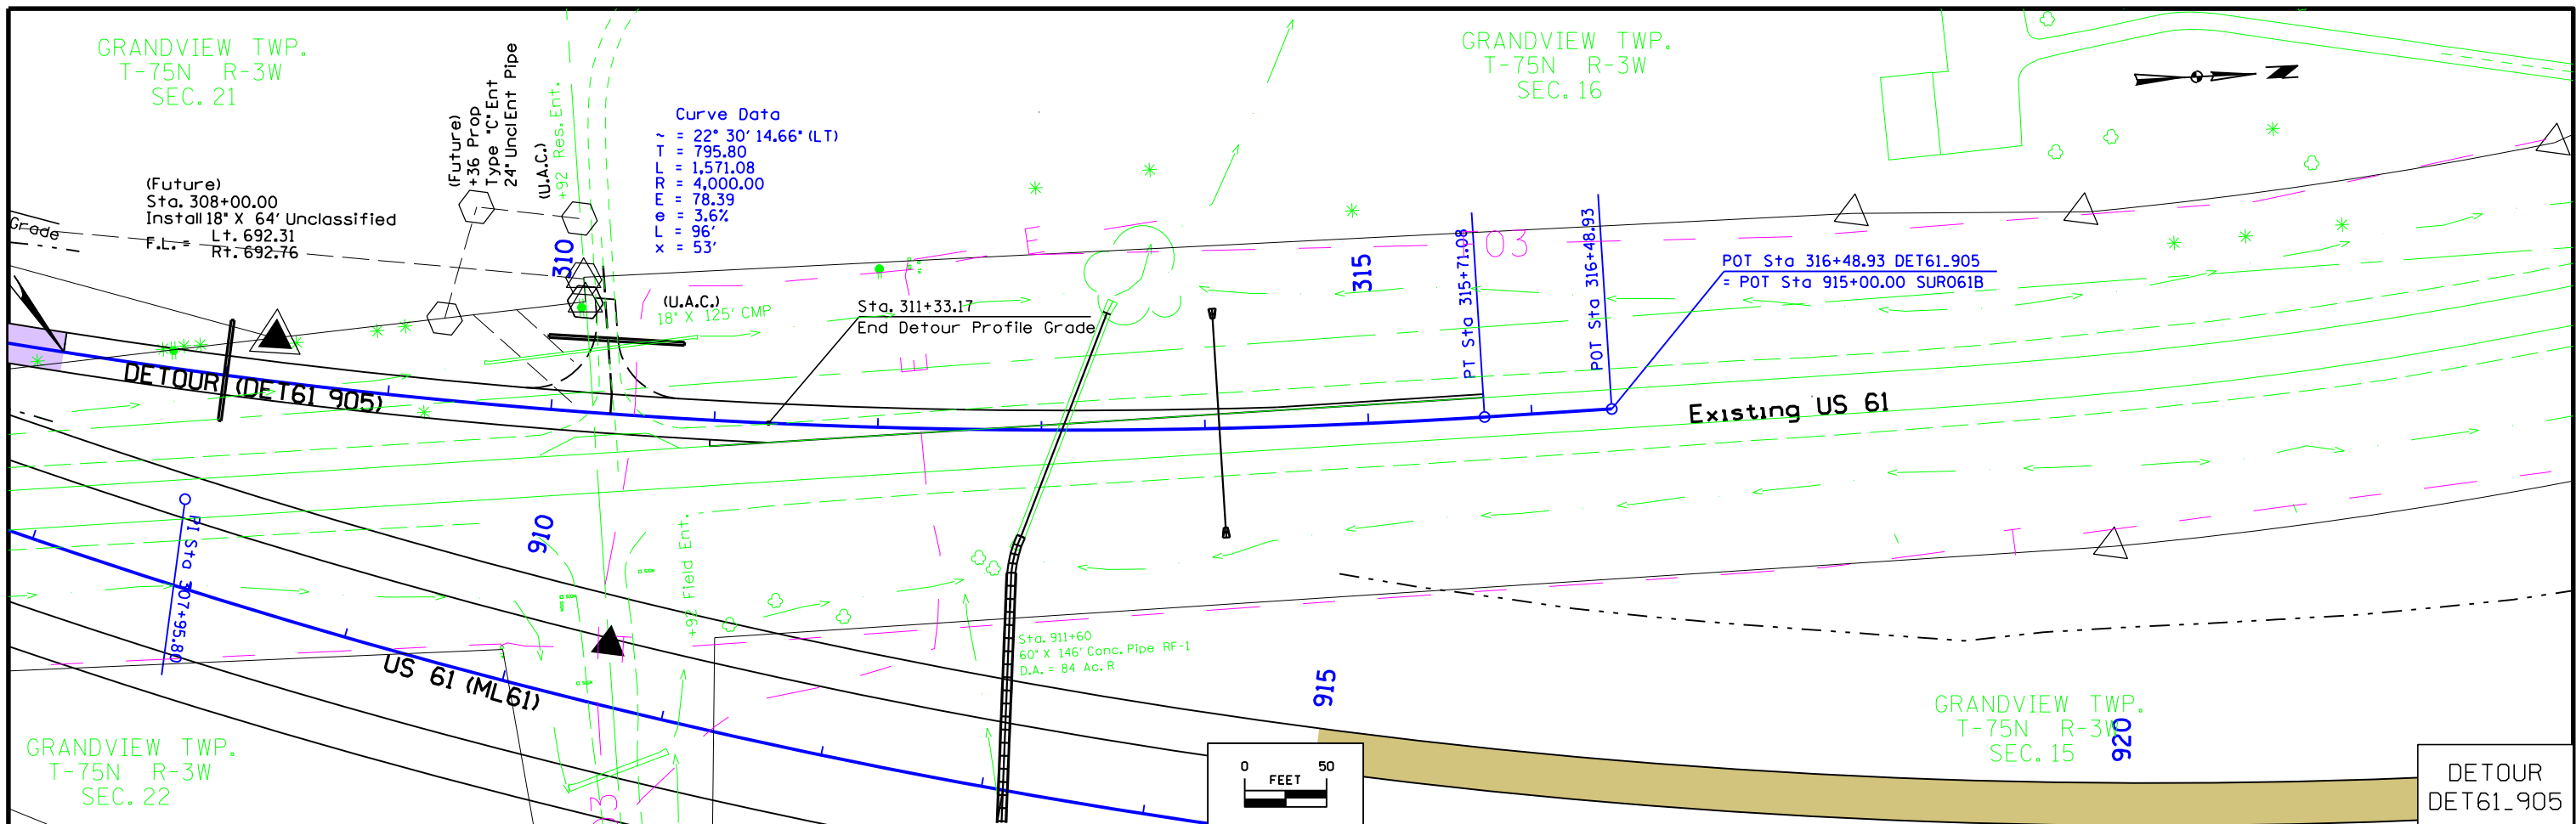 GRANDVIEW TWP.
T-75N R-3W
SEC. 21
(Future)
+36 Prop
Type "C" Ent
24" Uncl Ent Pipe
(U.A.C.)
+92 Res. Ent.
Curve Data
~ = 22° 30' 14.66" (LT)
T = 795.80
L = 1,571.08
R = 4,000.00
E = 78.39
e = 3.6%
L = 96'
x = 53'
GRANDVIEW TWP.
T-75N R-3W
SEC. 16
(Future)
Sta. 308+00.00
Install 18" X 64' Unclassified
F.L. = Lt. 692.31
Rt. 692.76
Grade
310
(U.A.C.)
18" X 125' CMP
E
E
Sta. 311+33.17
End Detour Profile Grade
315
PT Sta 315+71.08
03
POT Sta 316+48.93
POT Sta 316+48.93 DET61_905
= POT Sta 915+00.00 SUR061B
DETOUR (DET61_905)
Existing US 61
PI Sta 307+95.80
910
+92 Field Ent.
T
US 61 (ML61)
Sta. 911+60
60" X 146' Conc. Pipe RF-1
D.A. = 84 Ac. R
915
GRANDVIEW TWP.
T-75N R-3W
SEC. 15
920
GRANDVIEW TWP.
T-75N R-3W
SEC. 22
0 50
FEET
DETOUR
DET61_905